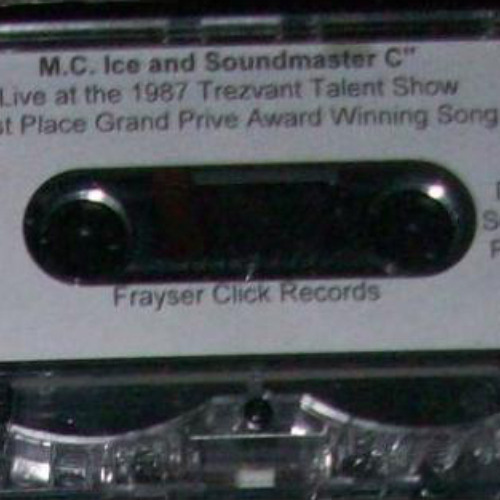 M.C. Ice and Soundmaster C"
Live at the 1987 Trezvant Talent Show
st Place Grand Prive Award Winning Song
Frayser Click Records